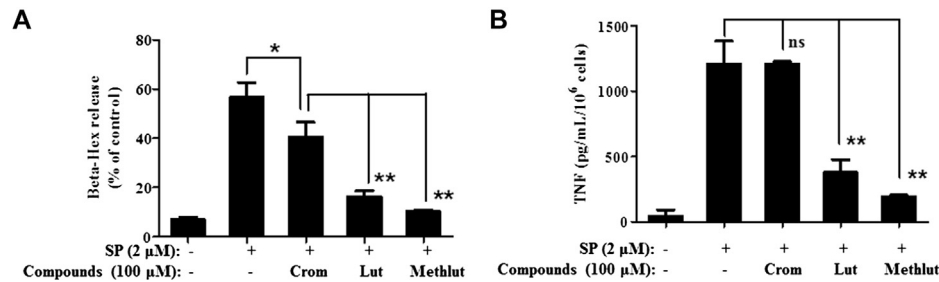 A
Beta-Hex release
(% of control)
80
60
40
20
0
*
**
**
SP (2 µM): - + + + +
Compounds (100 µM): - - Crom Lut Methlut
B
TNF (pg/mL/10⁶ cells)
1500
1000
500
0
ns
**
**
SP (2 µM): - + + + +
Compounds (100 µM): - - Crom Lut Methlut